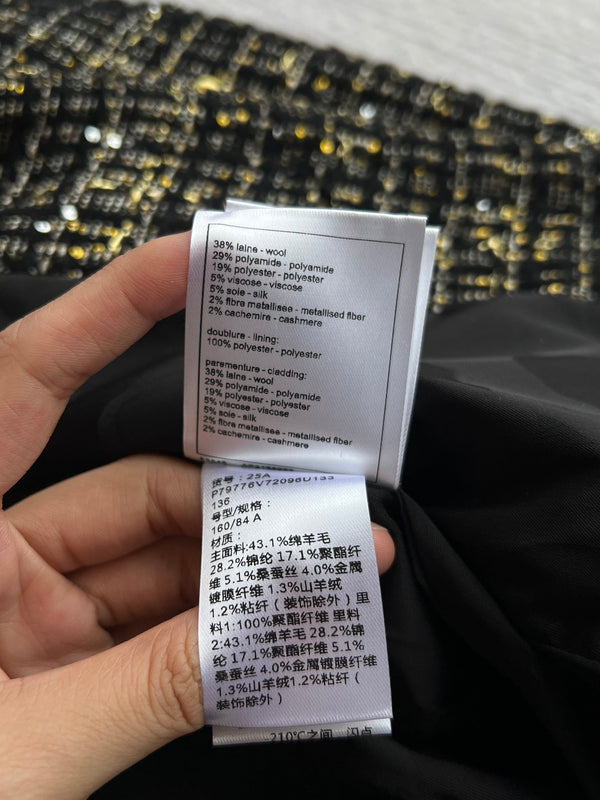 38% laine - wool
29% polyamide - polyamide
19% polyester - polyester
5% viscose - viscose
5% soie - silk
2% fibre metallisee - metallised fiber
2% cachemire - cashmere
doublure - lining:
100% polyester - polyester
parementure - cladding:
38% laine - wool
29% polyamide - polyamide
19% polyester - polyester
5% viscose - viscose
5% soie - silk
2% fibre metallisee - metallised fiber
2% cachemire - cashmere
货号：25A
P79776V72096U133
136
号型/规格：
160/84 A
材质：
主面料:43.1%绵羊毛
28.2%锦纶 17.1%聚酯纤
维 5.1%桑蚕丝 4.0%金属
镀膜纤维 1.3%山羊绒
1.2%粘纤（装饰除外）里
料1:100%聚酯纤维 里料
2:43.1%绵羊毛 28.2%锦
纶 17.1%聚酯纤维 5.1%
桑蚕丝 4.0%金属镀膜纤维
1.3%山羊绒1.2%粘纤（
装饰除外）
210℃之间